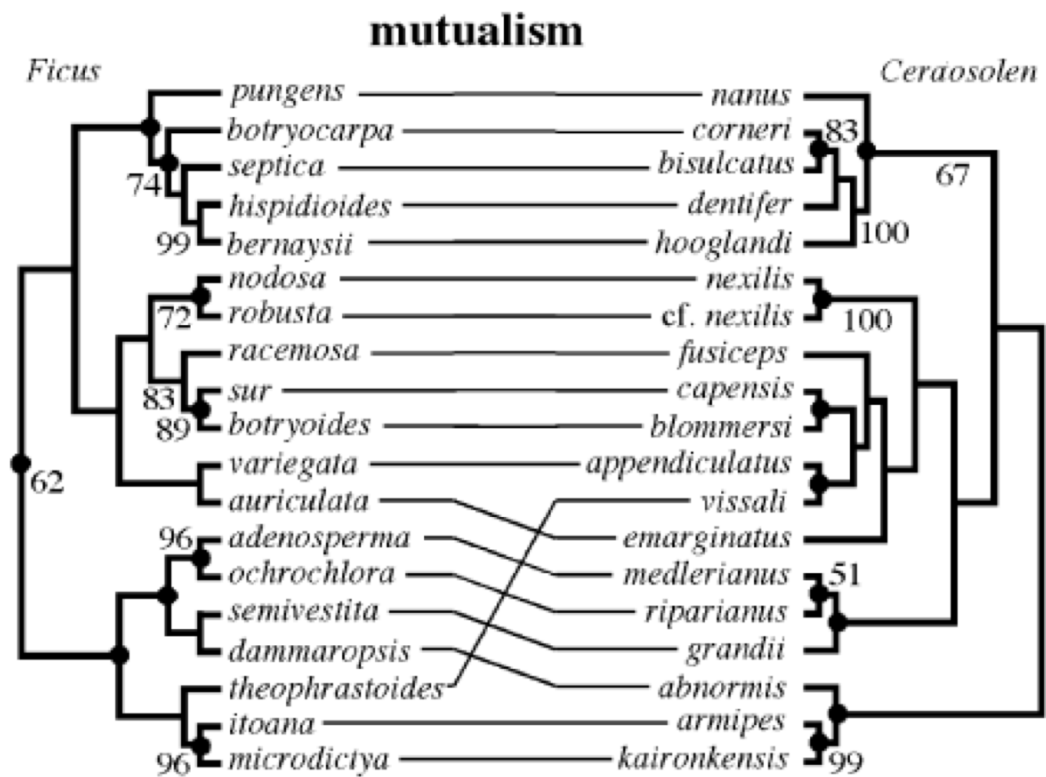 mutualism
Ficus Ceraosolen
pungens nanus
botryocarpa corneri 83
septica bisulcatus
74 67
hispidioides dentifer
99 bernaysii hooglandi 100
nodosa nexilis
72 robusta cf. nexilis 100
racemosa fusiceps
83 sur capensis
89 botryoides blommersi
variegata appendiculatus
62
auriculata vissali
96 adenosperma emarginatus
ochrochlora medlerianus 51
semivestita riparianus
dammaropsis grandii
theophrastoides abnormis
itoana armipes
96 microdictya kaironkensis 99